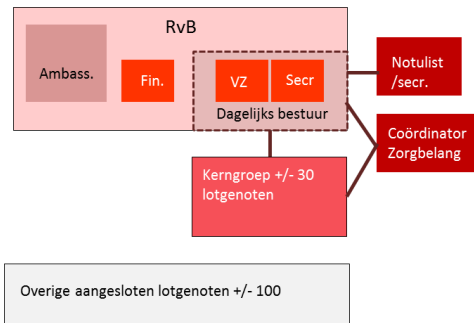 RvB
Ambass.
Fin.
VZ
Secr
Dagelijks bestuur
Notulist
/secr.
Coördinator
Zorgbelang
Kerngroep +/- 30
lotgenoten
Overige aangesloten lotgenoten +/- 100